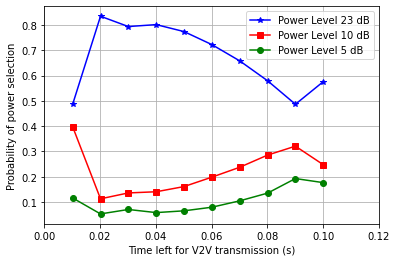 Power Level 23 dB
Power Level 10 dB
Power Level 5 dB
Probability of power selection
0.8
0.7
0.6
0.5
0.4
0.3
0.2
0.1
0.00 0.02 0.04 0.06 0.08 0.10 0.12
Time left for V2V transmission (s)